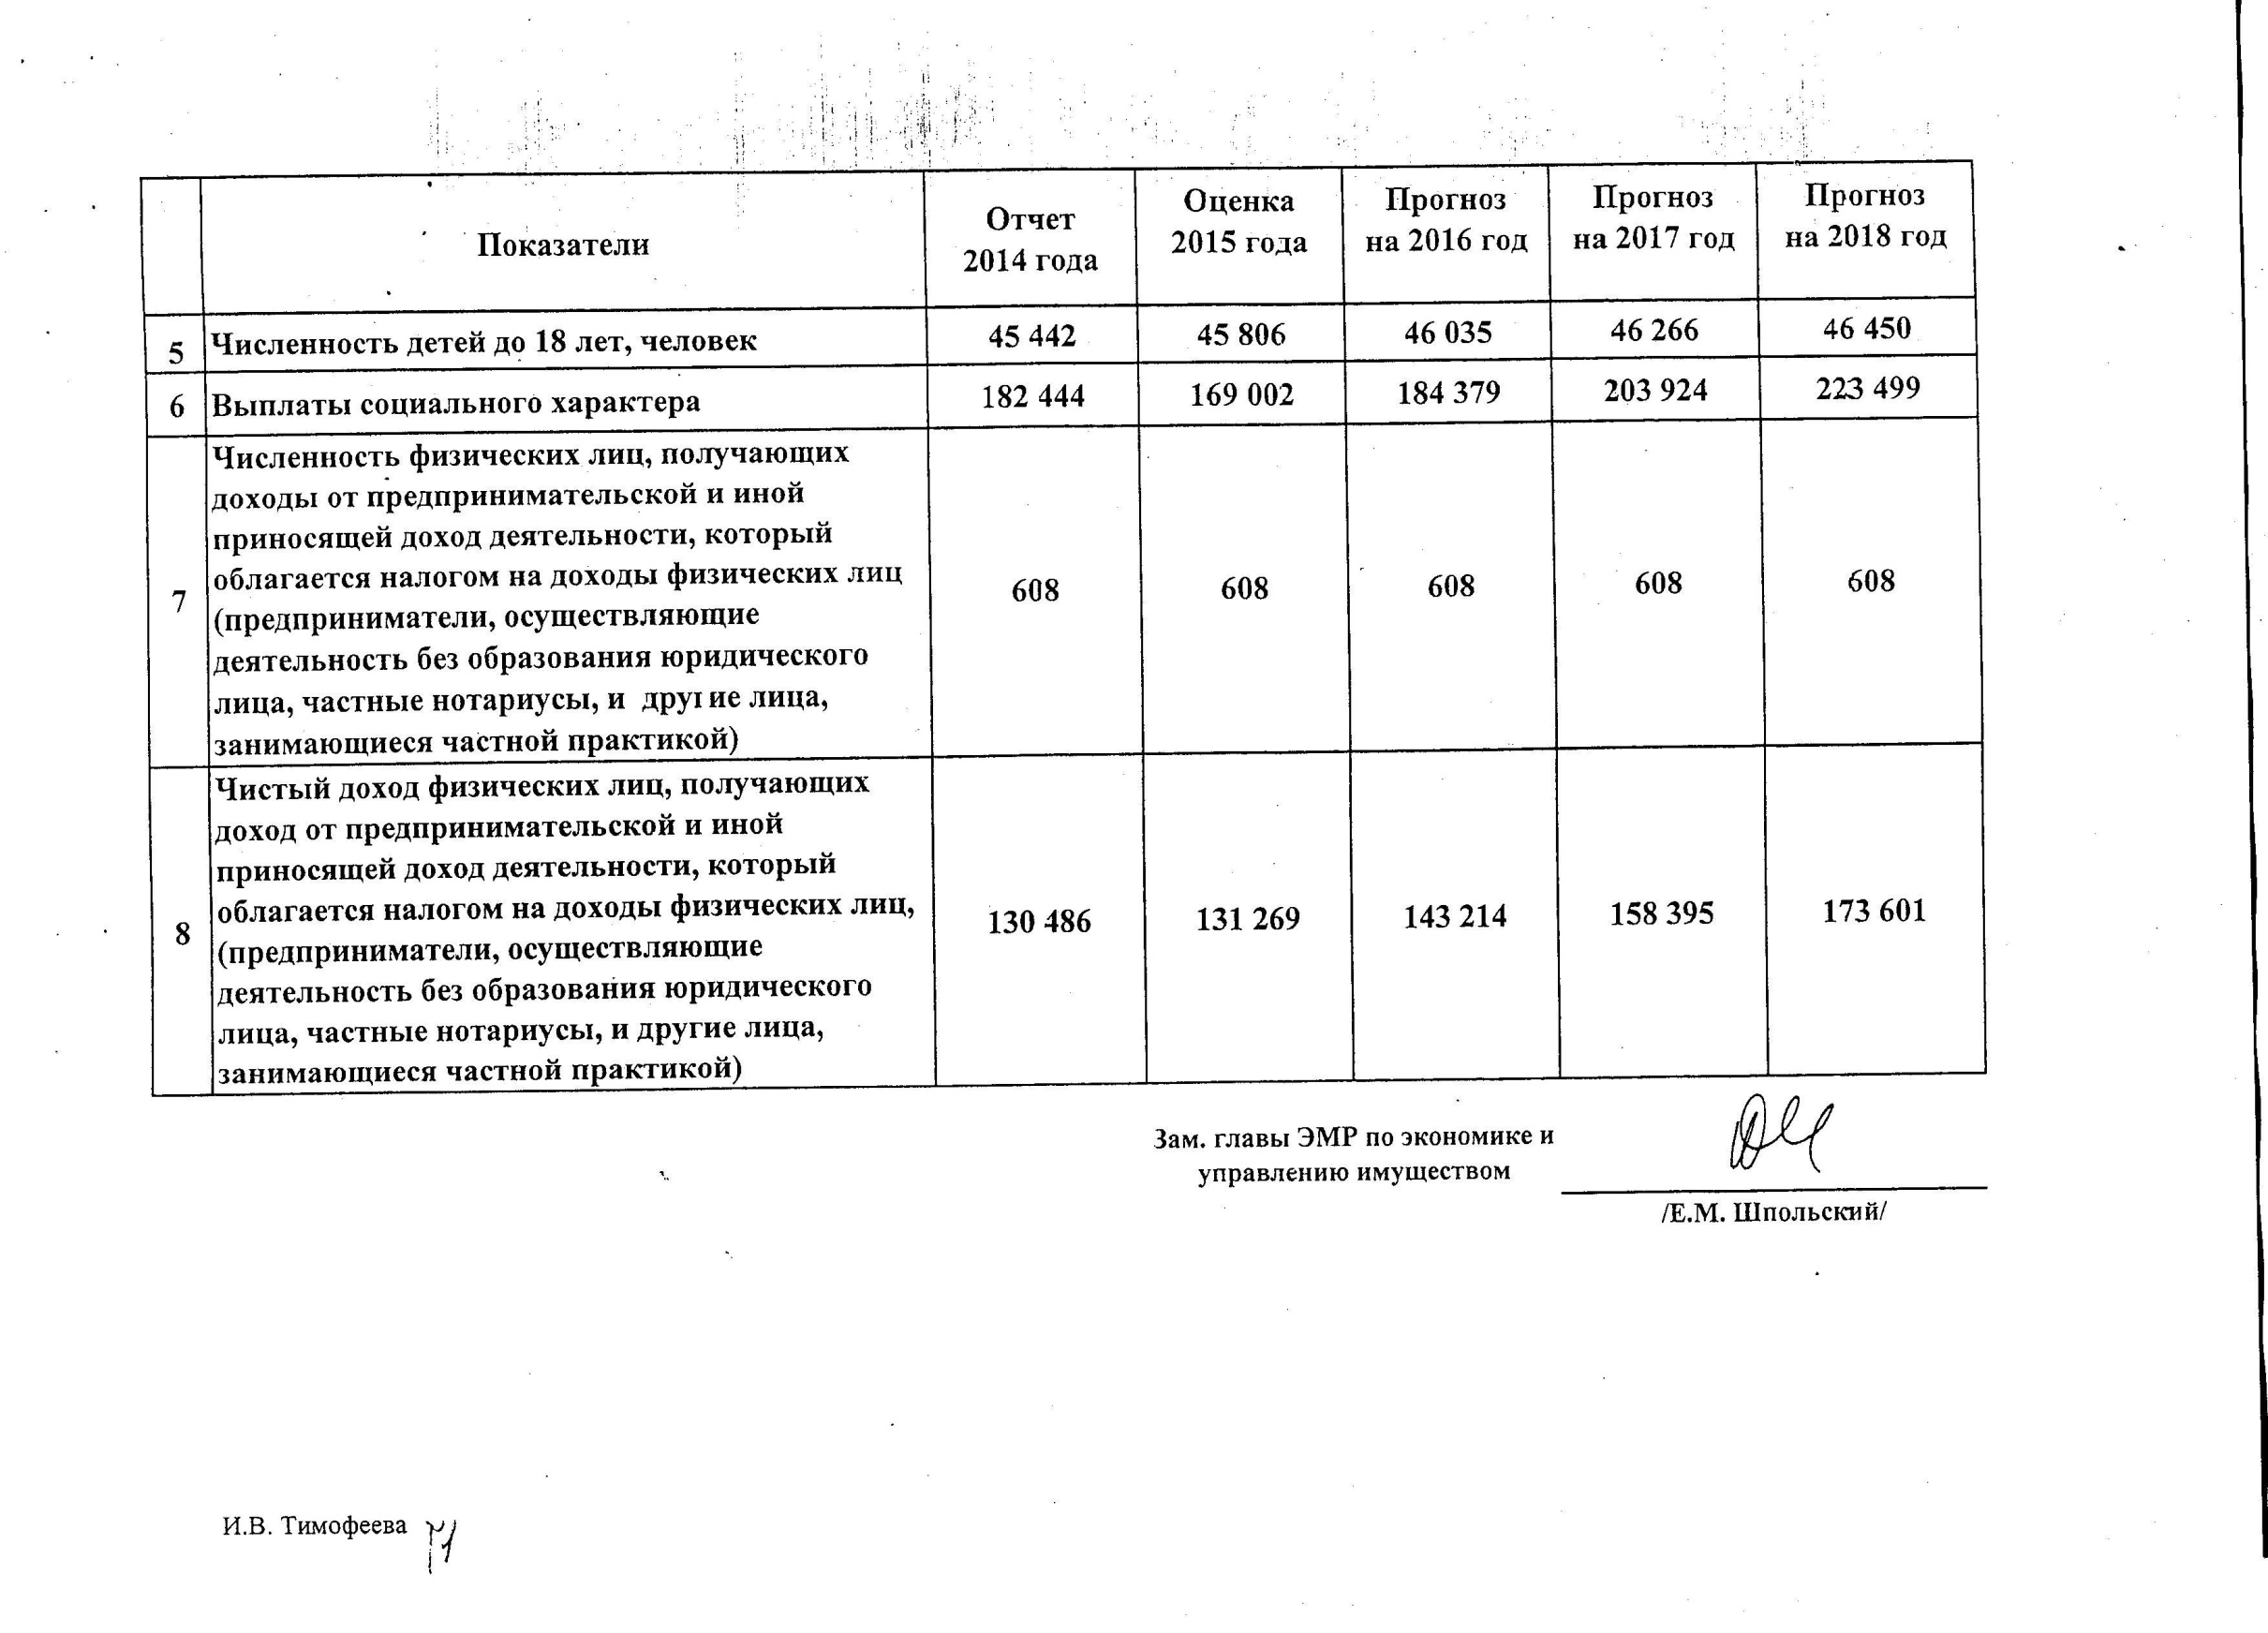 Показатели
Отчет
2014 года
Оценка
2015 года
Прогноз
на 2016 год
Прогноз
на 2017 год
Прогноз
на 2018 год
5 Численность детей до 18 лет, человек 45 442 45 806 46 035 46 266 46 450
6 Выплаты социального характера 182 444 169 002 184 379 203 924 223 499
7
Численность физических лиц, получающих
доходы от предпринимательской и иной
приносящей доход деятельности, который
облагается налогом на доходы физических лиц
(предприниматели, осуществляющие
деятельность без образования юридического
лица, частные нотариусы, и другие лица,
занимающиеся частной практикой)
608 608 608 608 608
8
Чистый доход физических лиц, получающих
доход от предпринимательской и иной
приносящей доход деятельности, который
облагается налогом на доходы физических лиц,
(предприниматели, осуществляющие
деятельность без образования юридического
лица, частные нотариусы, и другие лица,
занимающиеся частной практикой)
130 486 131 269 143 214 158 395 173 601
Зам. главы ЭМР по экономике и
управлению имуществом
/Е.М. Шпольский/
И.В. Тимофеева